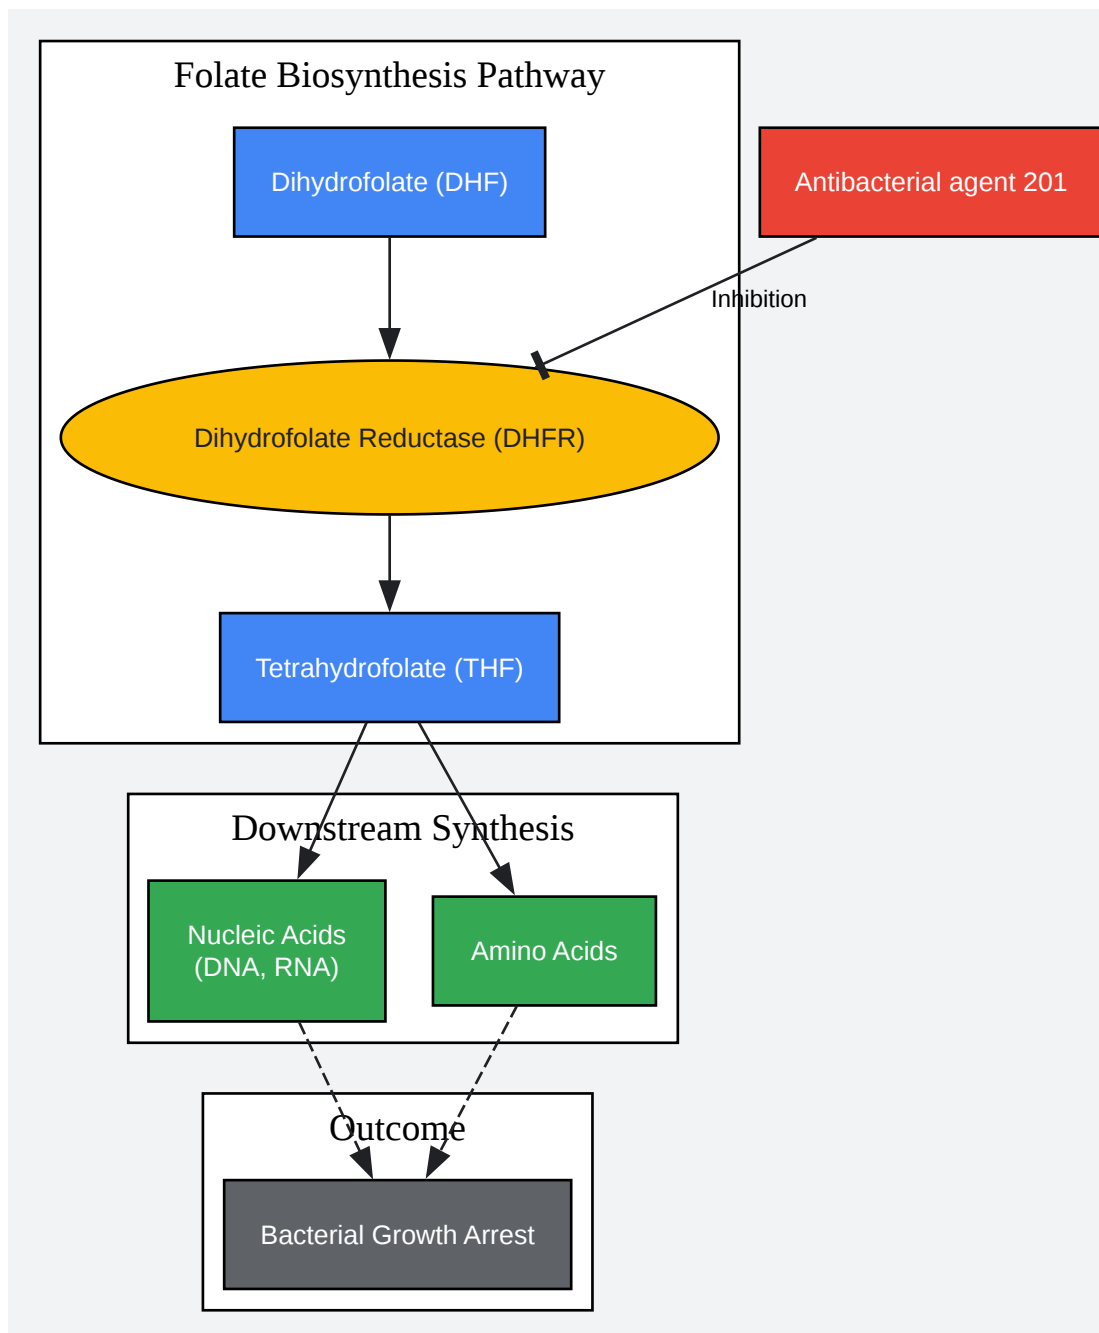 Folate Biosynthesis Pathway
Dihydrofolate (DHF)
Antibacterial agent 201
Inhibition
Dihydrofolate Reductase (DHFR)
Tetrahydrofolate (THF)
Downstream Synthesis
Nucleic Acids
(DNA, RNA)
Amino Acids
Outcome
Bacterial Growth Arrest